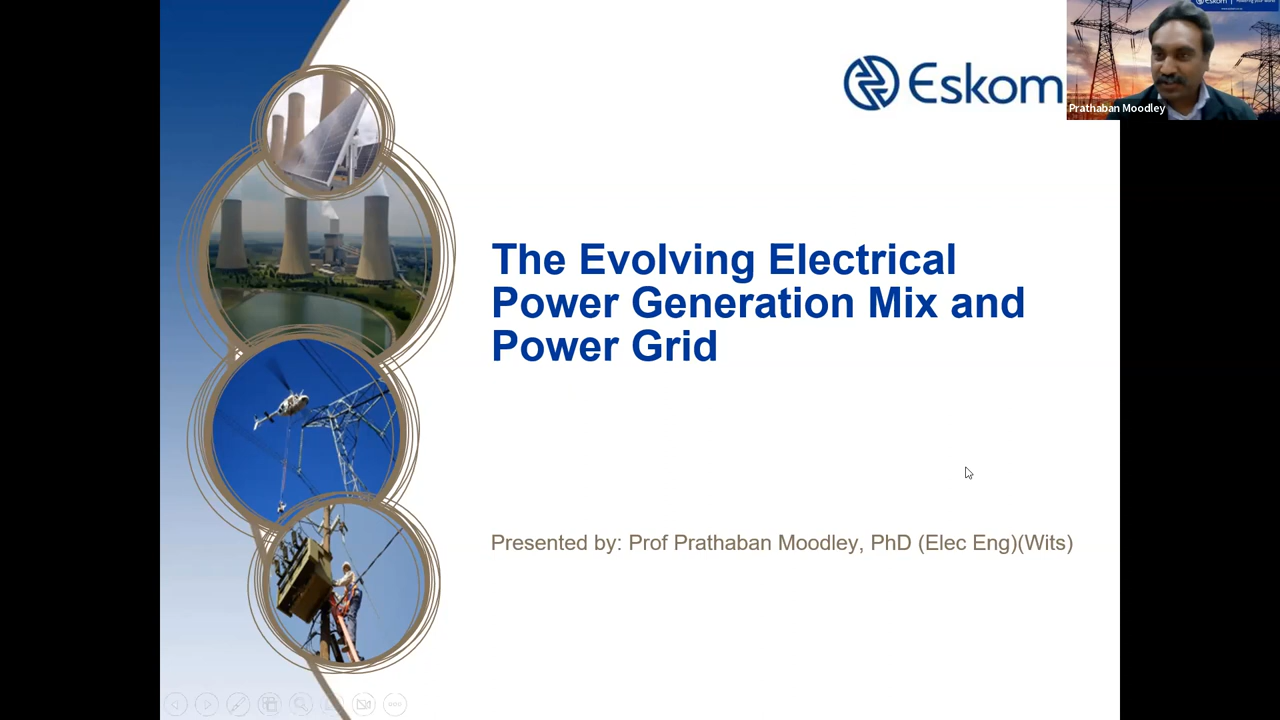 Eskom
Eskom
Prathaban Moodley
The Evolving Electrical
Power Generation Mix and
Power Grid
Presented by: Prof Prathaban Moodley, PhD (Elec Eng)(Wits)